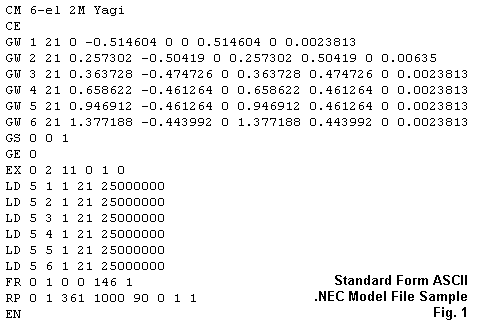 CM 6-el 2M Yagi
CE
GW 1 21 0 -0.514604 0 0 0.514604 0 0.0023813
GW 2 21 0.257302 -0.50419 0 0.257302 0.50419 0 0.00635
GW 3 21 0.363728 -0.474726 0 0.363728 0.474726 0 0.0023813
GW 4 21 0.658622 -0.461264 0 0.658622 0.461264 0 0.0023813
GW 5 21 0.946912 -0.461264 0 0.946912 0.461264 0 0.0023813
GW 6 21 1.377188 -0.443992 0 1.377188 0.443992 0 0.0023813
GS 0 0 1
GE 0
EX 0 2 11 0 1 0
LD 5 1 1 21 25000000
LD 5 2 1 21 25000000
LD 5 3 1 21 25000000
LD 5 4 1 21 25000000
LD 5 5 1 21 25000000
LD 5 6 1 21 25000000
FR 0 1 0 0 146 1
RP 0 1 361 1000 90 0 1 1
EN
Standard Form ASCII
.NEC Model File Sample
Fig. 1